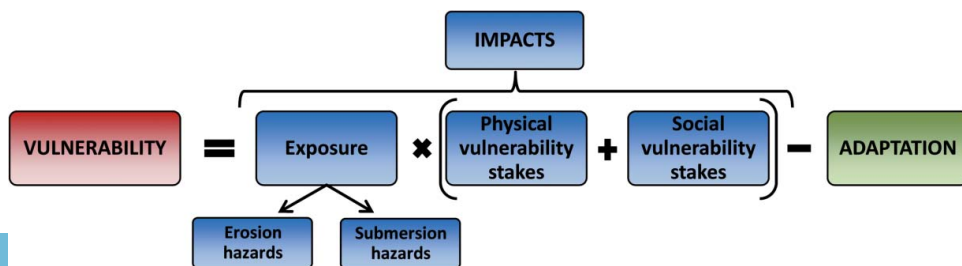 IMPACTS
VULNERABILITY = Exposure × ( Physical vulnerability stakes + Social vulnerability stakes ) − ADAPTATION
Erosion hazards
Submersion hazards